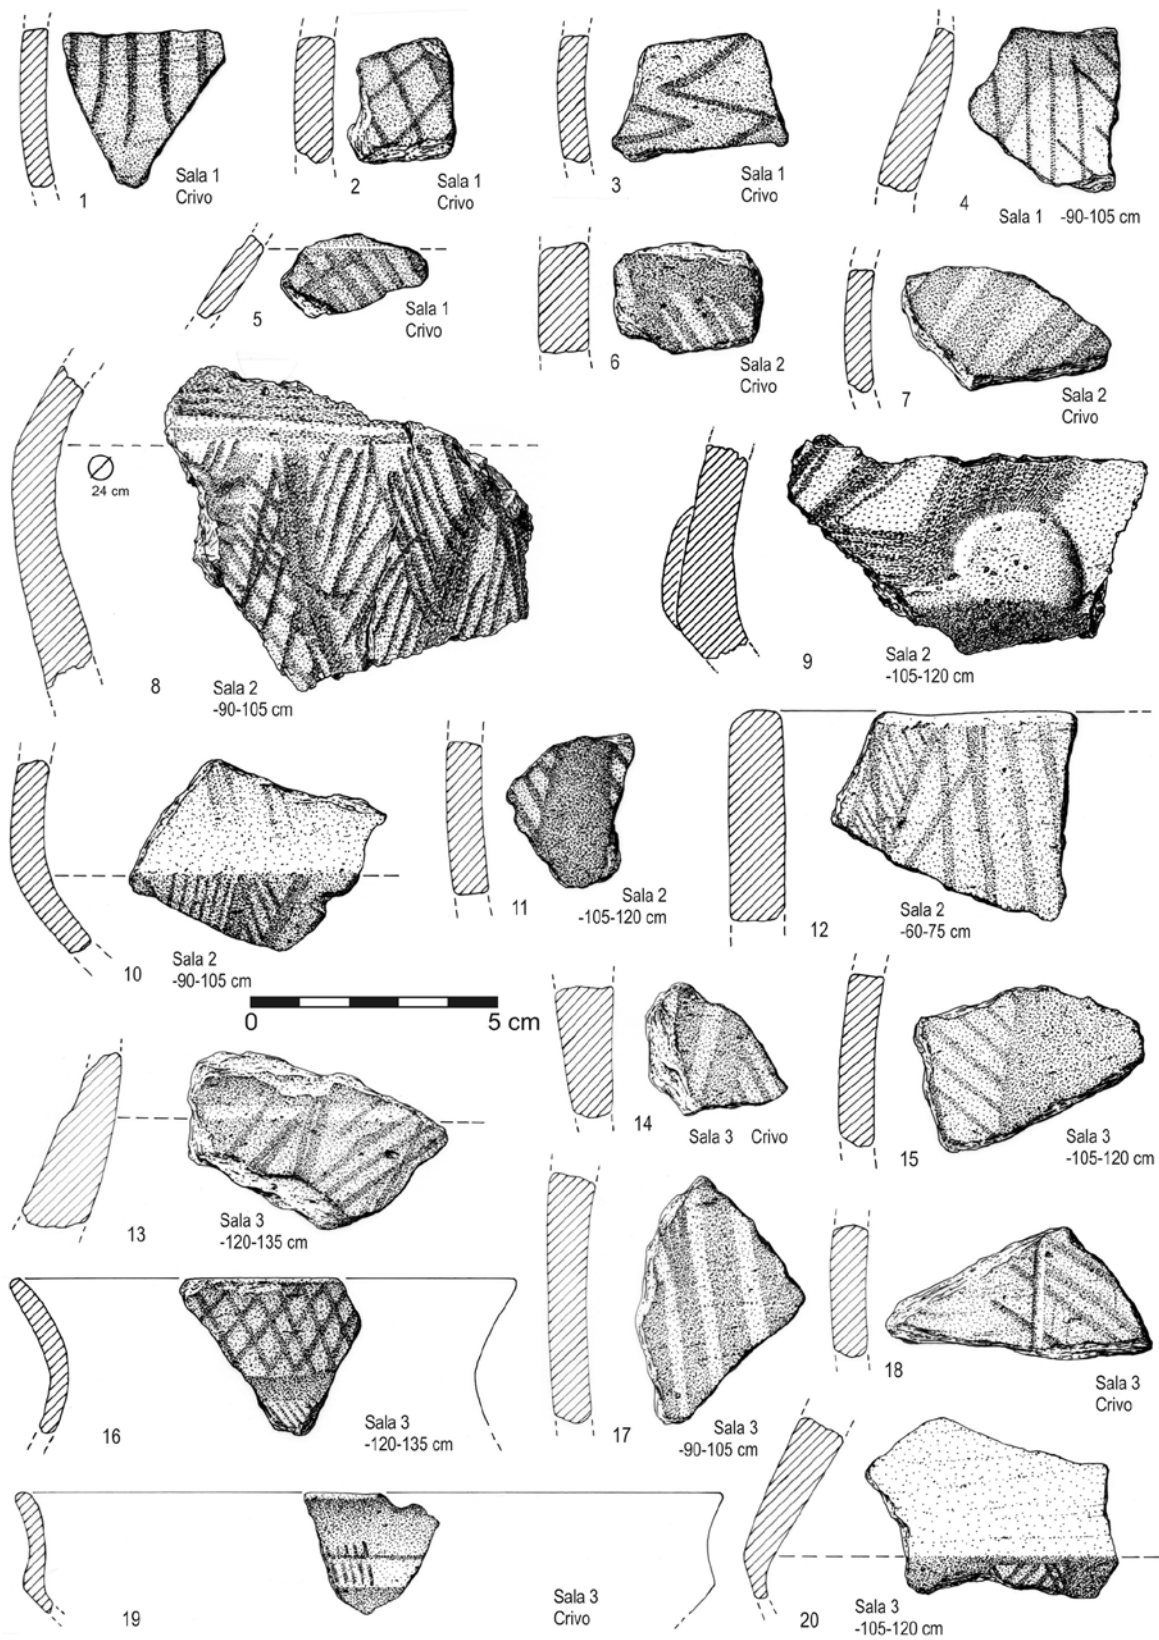 1
Sala 1
Crivo
2
Sala 1
Crivo
3
Sala 1
Crivo
4
Sala 1 -90-105 cm
5
Sala 1
Crivo
6
Sala 2
Crivo
7
Sala 2
Crivo
24 cm
8
Sala 2
-90-105 cm
9
Sala 2
-105-120 cm
10
Sala 2
-90-105 cm
11
Sala 2
-105-120 cm
12
Sala 2
-60-75 cm
0 5 cm
13
Sala 3
-120-135 cm
14
Sala 3 Crivo
15
Sala 3
-105-120 cm
16
Sala 3
-120-135 cm
17
Sala 3
-90-105 cm
18
Sala 3
Crivo
19
Sala 3
Crivo
20
Sala 3
-105-120 cm